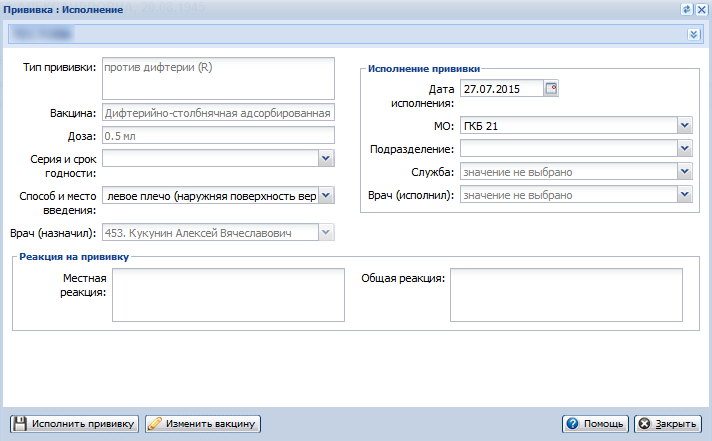 Прививка : Исполнение
Тип прививки: против дифтерии (R)
Вакцина: Дифтерийно-столбнячная адсорбированная
Доза: 0.5 мл
Серия и срок
годности:
Способ и место
введения: левое плечо (наружняя поверхность вер
Врач (назначил): 453. Кукунин Алексей Вячеславович
Исполнение прививки
Дата
исполнения: 27.07.2015
МО: ГКБ 21
Подразделение:
Служба: значение не выбрано
Врач (исполнил): значение не выбрано
Реакция на прививку
Местная
реакция:
Общая реакция:
Исполнить прививку
Изменить вакцину
Помощь
Закрыть